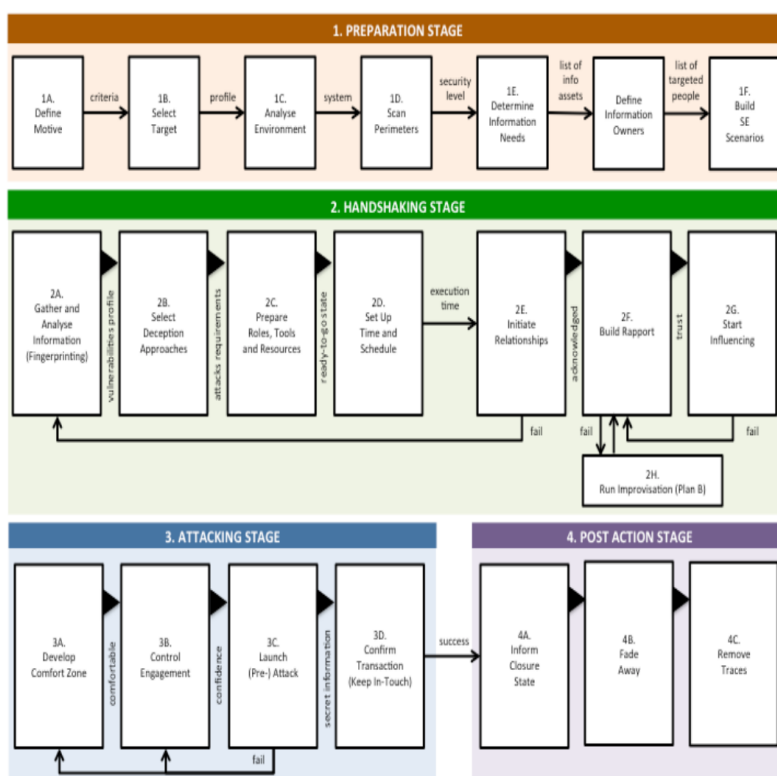 1. PREPARATION STAGE
1A.
Define
Motive
criteria
1B.
Select
Target
profile
1C.
Analyse
Environment
system
1D.
Scan
Perimeters
security
level
1E.
Determine
Information
Needs
list of
info
assets
Define
Information
Owners
list of
targeted
people
1F.
Build
SE
Scenarios
2. HANDSHAKING STAGE
2A.
Gather and
Analyse
Information
(Fingerprinting)
vulnerabilities profile
2B.
Select
Deception
Approaches
attacks requirements
2C.
Prepare
Roles, Tools
and Resources
ready-to-go state
2D.
Set Up
Time and
Schedule
execution
time
2E.
Initiate
Relationships
acknowledged
2F.
Build Rapport
trust
2G.
Start
Influencing
fail
fail
fail
2H.
Run Improvisation (Plan B)
3. ATTACKING STAGE
3A.
Develop
Comfort Zone
comfortable
3B.
Control
Engagement
confidence
3C.
Launch
(Pre-) Attack
secret information
3D.
Confirm
Transaction
(Keep In-Touch)
fail
success
4. POST ACTION STAGE
4A.
Inform
Closure
State
4B.
Fade
Away
4C.
Remove
Traces